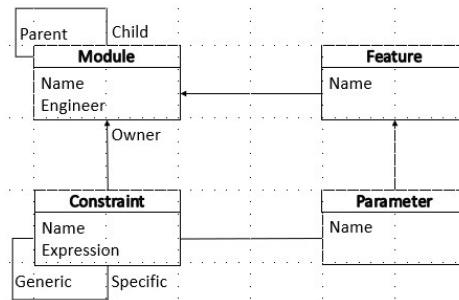 Parent
Child
Module
Name
Engineer
Feature
Name
Owner
Constraint
Name
Expression
Parameter
Name
Generic
Specific